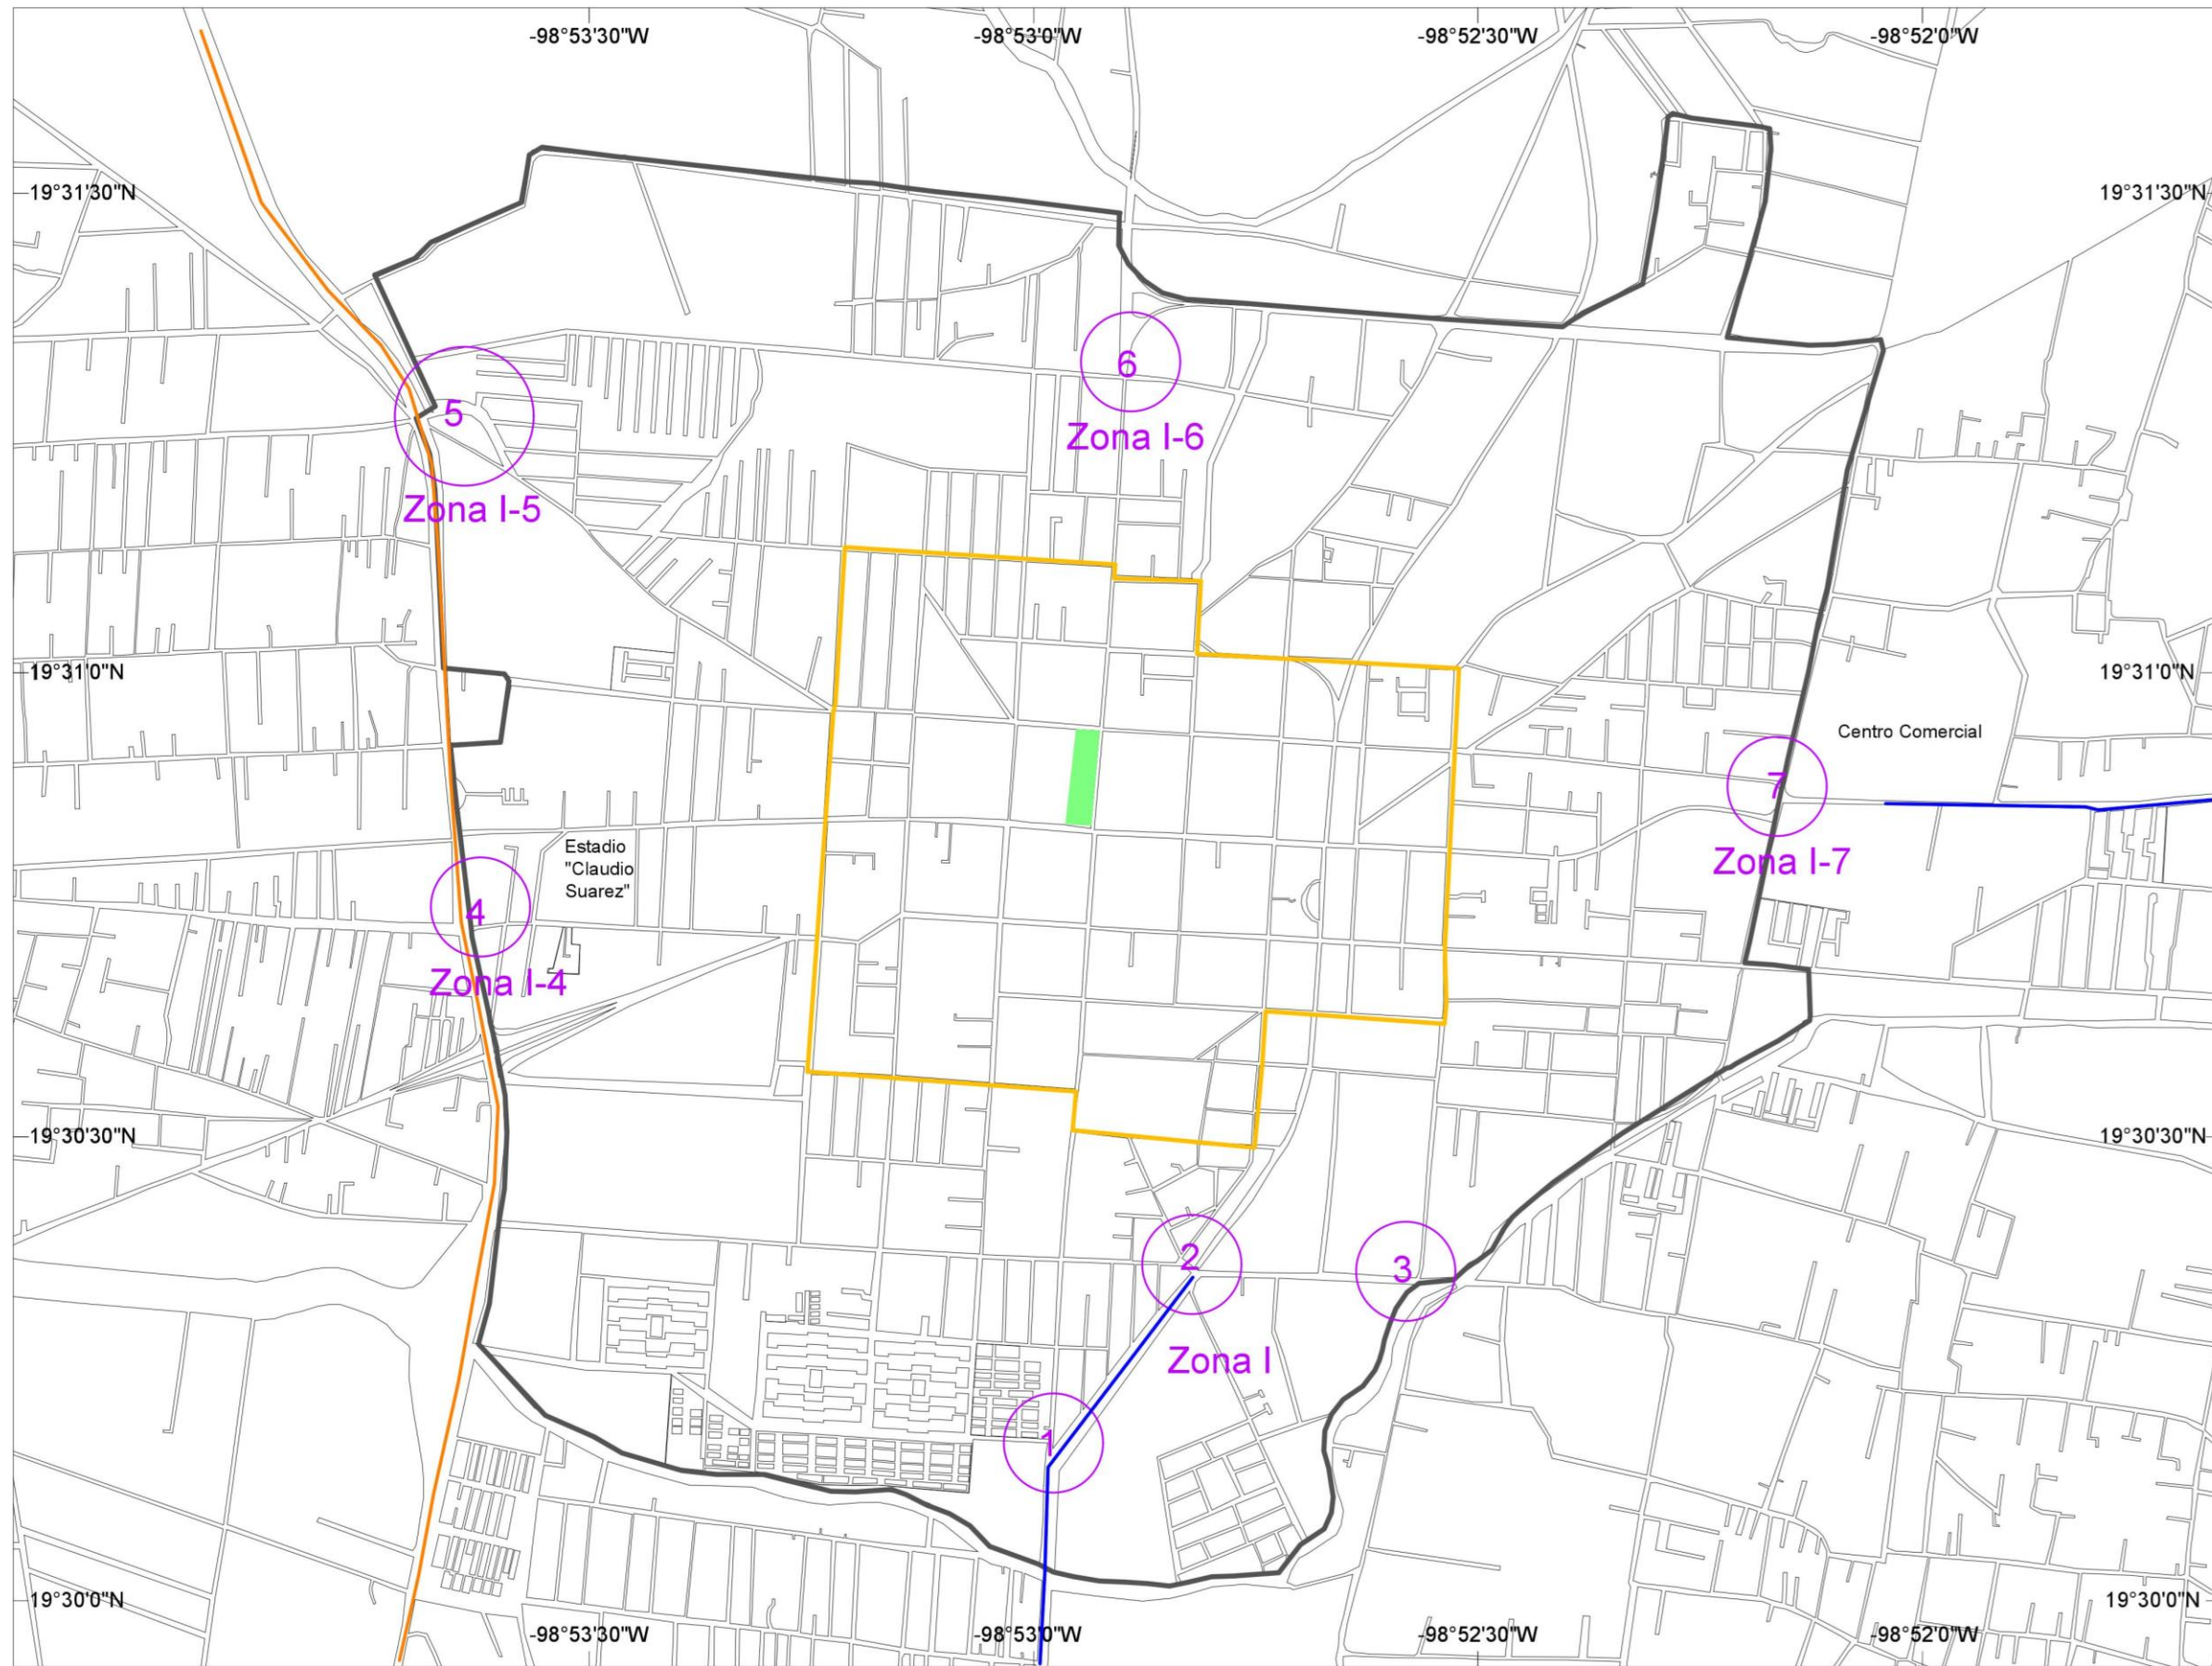 -98°53'30"W
-98°53'0"W
-98°52'30"W
-98°52'0"W
19°31'30"N
19°31'30"N
6
5
Zona I-6
Zona I-5
19°31'0"N
19°31'0"N
Centro Comercial
7
Estadio
"Claudio
Suarez"
Zona I-7
4
Zona I-4
19°30'30"N
19°30'30"N
2
3
Zona I
1
19°30'0"N
19°30'0"N
-98°53'30"W
-98°53'0"W
-98°52'30"W
-98°52'0"W